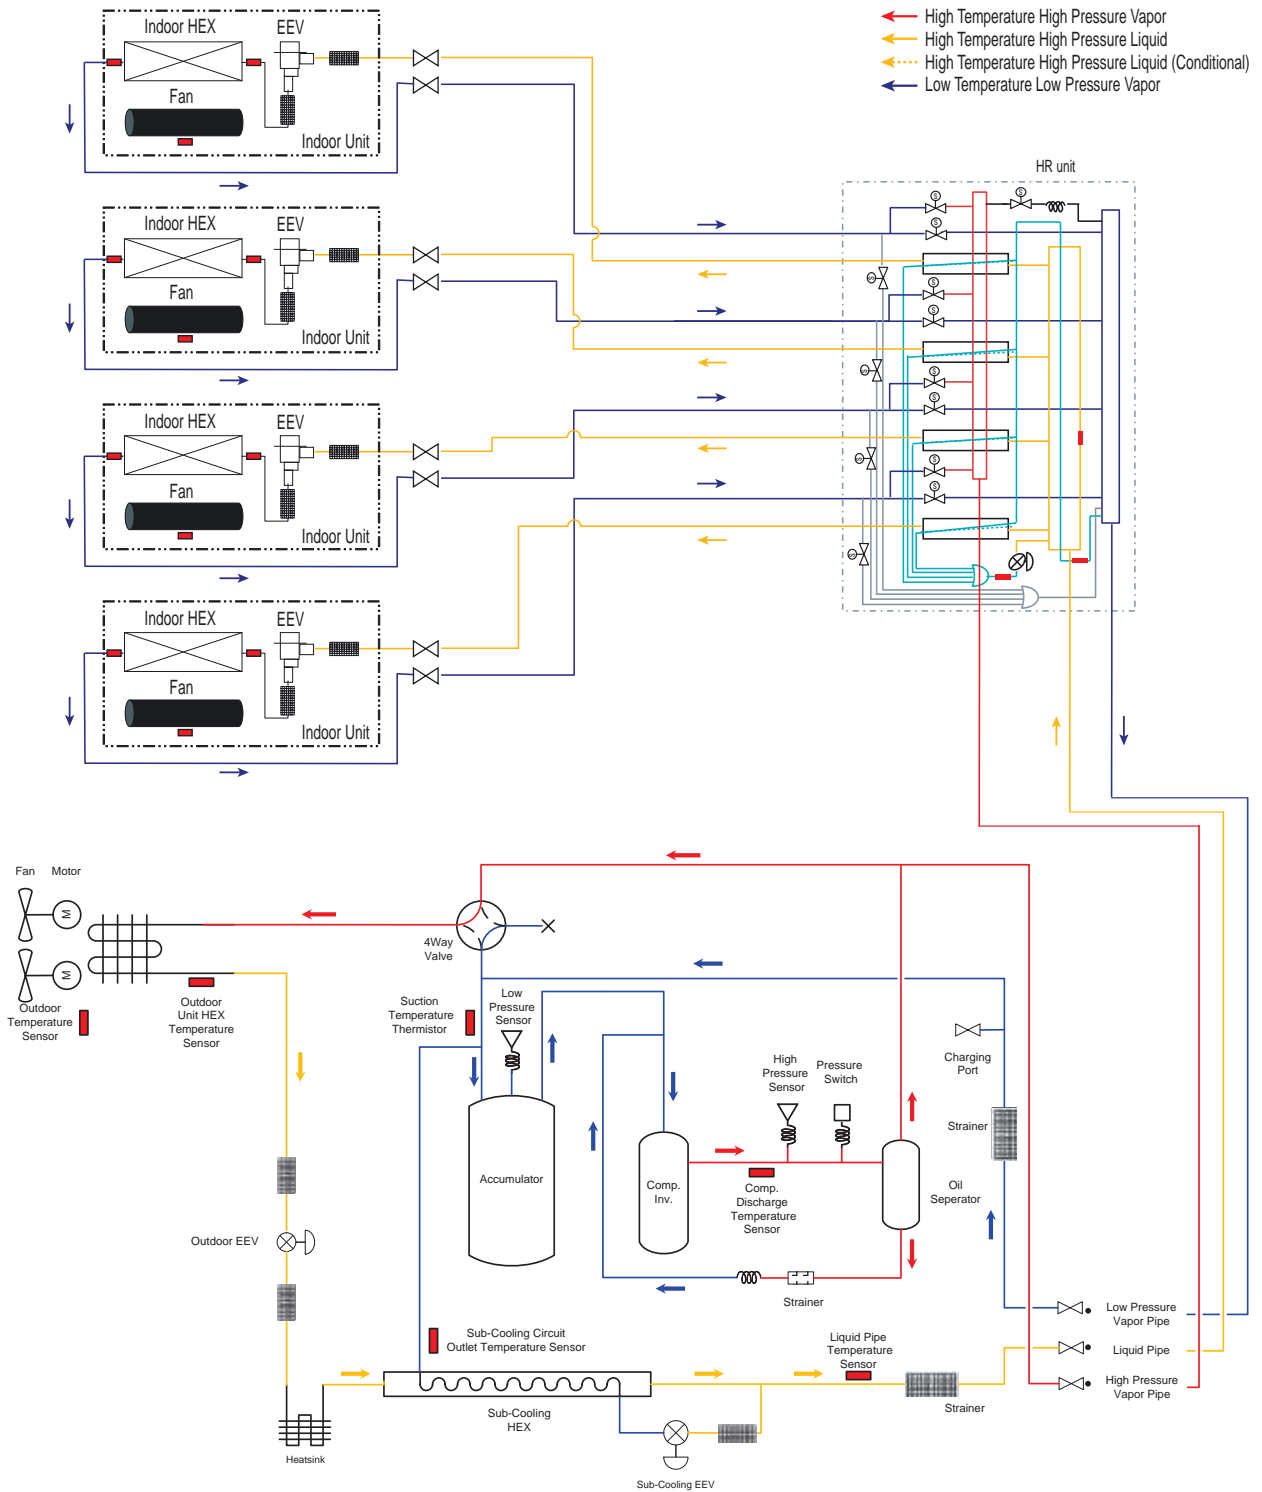 High Temperature High Pressure Vapor
High Temperature High Pressure Liquid
High Temperature High Pressure Liquid (Conditional)
Low Temperature Low Pressure Vapor
Indoor HEX
EEV
Fan
Indoor Unit
HR unit
S
S
S
S
S
S
S
S
S
S
S
S
S
Indoor HEX
EEV
Fan
Indoor Unit
Indoor HEX
EEV
Fan
Indoor Unit
Indoor HEX
EEV
Fan
Indoor Unit
Fan
Motor
M
M
4Way
Valve
Outdoor
Temperature
Sensor
Outdoor
Unit HEX
Temperature
Sensor
Suction
Temperature
Thermistor
Low
Pressure
Sensor
High
Pressure
Sensor
Pressure
Switch
Charging
Port
Strainer
Accumulator
Comp.
Inv.
Comp.
Discharge
Temperature
Sensor
Oil
Seperator
Outdoor EEV
Strainer
Low Pressure
Vapor Pipe
Liquid Pipe
High Pressure
Vapor Pipe
Sub-Cooling Circuit
Outlet Temperature Sensor
Liquid Pipe
Temperature
Sensor
Strainer
Sub-Cooling
HEX
Heatsink
Sub-Cooling EEV